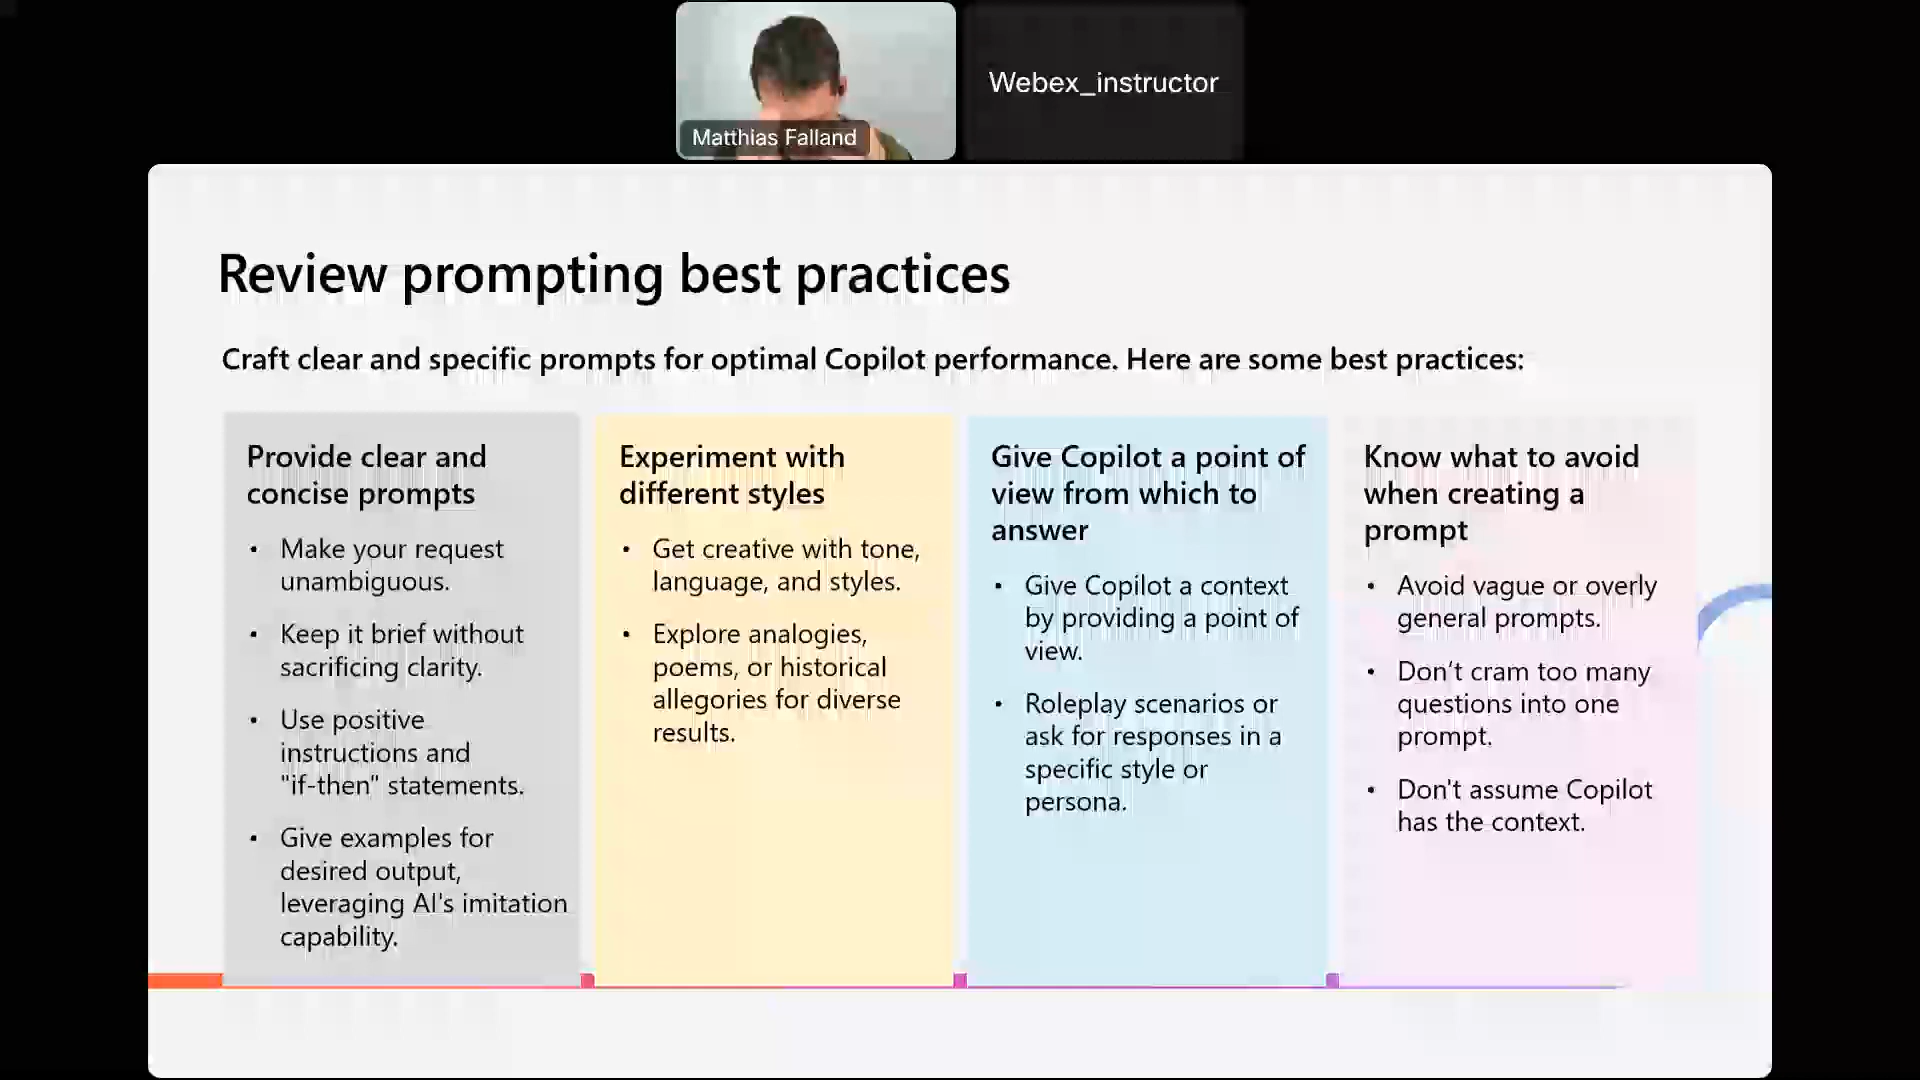 Matthias Falland
Webex_instructor
Review prompting best practices
Craft clear and specific prompts for optimal Copilot performance. Here are some best practices:
Provide clear and
concise prompts
• Make your request
unambiguous.
• Keep it brief without
sacrificing clarity.
• Use positive
instructions and
"if-then" statements.
• Give examples for
desired output,
leveraging AI's imitation
capability.
Experiment with
different styles
• Get creative with tone,
language, and styles.
• Explore analogies,
poems, or historical
allegories for diverse
results.
Give Copilot a point of
view from which to
answer
• Give Copilot a context
by providing a point of
view.
• Roleplay scenarios or
ask for responses in a
specific style or
persona.
Know what to avoid
when creating a
prompt
• Avoid vague or overly
general prompts.
• Don‘t cram too many
questions into one
prompt.
• Don't assume Copilot
has the context.